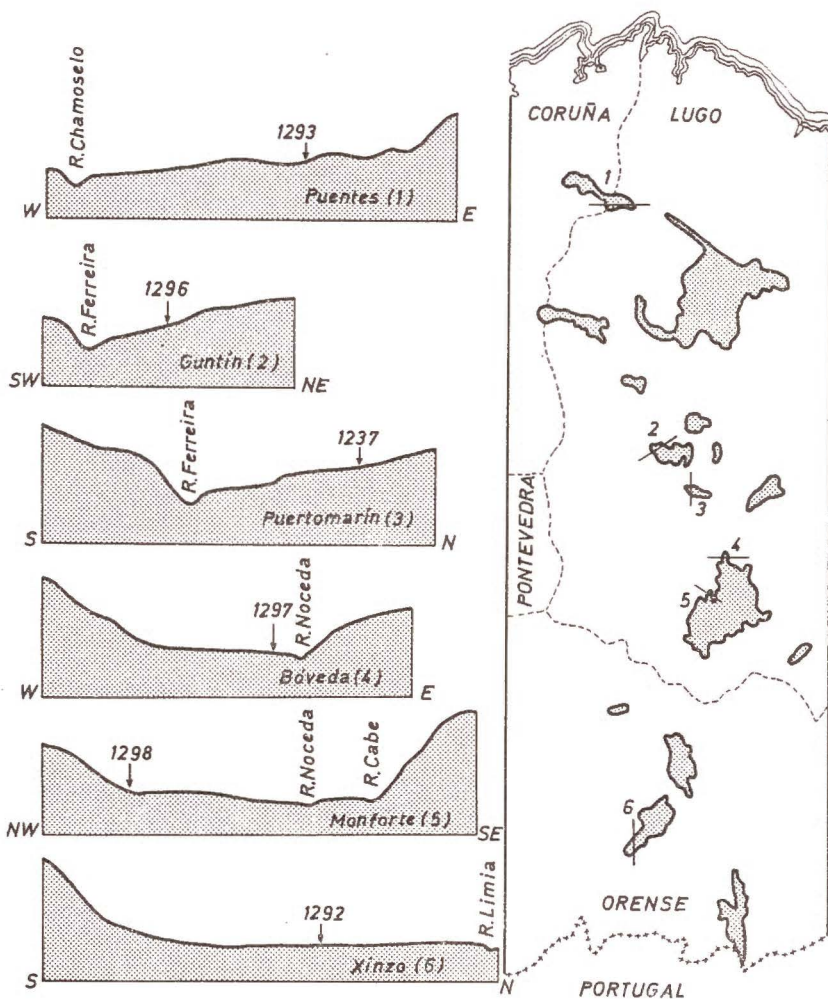 R. Chamoselo
1293
Puentes (1)
W
E
R. Ferreira
1296
Guntín (2)
SW
NE
R. Ferreira
1237
Puertomarín (3)
S
N
1297
R. Noceda
Bóveda (4)
W
E
1298
R. Noceda
R. Cabe
Monforte (5)
NW
SE
1292
R. Limia
Xinzo (6)
S
N
CORUÑA
LUGO
1
2
3
PONTEVEDRA
4
5
6
ORENSE
PORTUGAL